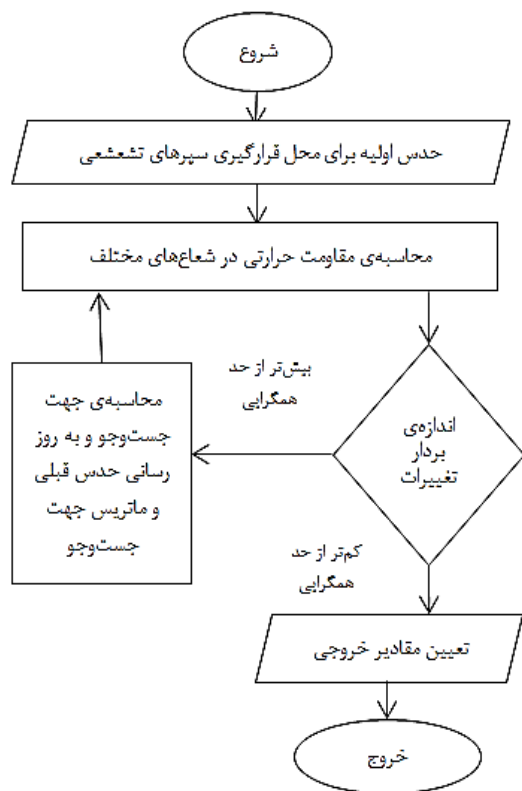 شروع
حدس اولیه برای محل قرارگیری سپرهای تشعشعی
محاسبه‌ی مقاومت حرارتی در شعاع‌های مختلف
بیش‌تر از حد
همگرایی
محاسبه‌ی جهت
جست‌وجو و به روز
رسانی حدس قبلی
و ماتریس جهت
جست‌وجو
اندازه‌ی
بردار
تغییرات
کم‌تر از حد
همگرایی
تعیین مقادیر خروجی
خروج